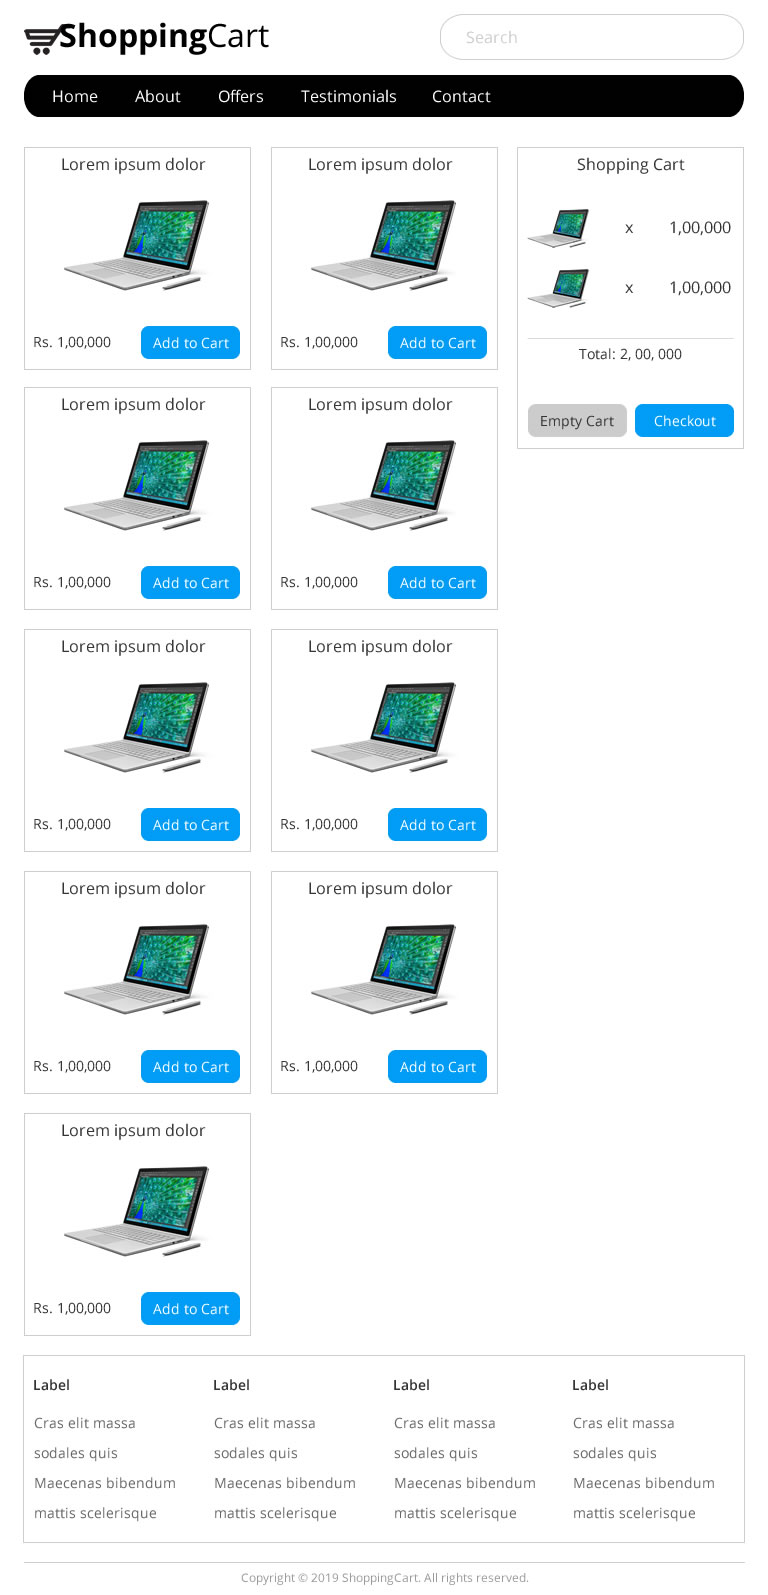 ShoppingCart
Search
Home About Offers Testimonials Contact
Lorem ipsum dolor
Rs. 1,00,000 Add to Cart
Lorem ipsum dolor
Rs. 1,00,000 Add to Cart
Shopping Cart
x 1,00,000
x 1,00,000
Total: 2, 00, 000
Empty Cart Checkout
Lorem ipsum dolor
Rs. 1,00,000 Add to Cart
Lorem ipsum dolor
Rs. 1,00,000 Add to Cart
Lorem ipsum dolor
Rs. 1,00,000 Add to Cart
Lorem ipsum dolor
Rs. 1,00,000 Add to Cart
Lorem ipsum dolor
Rs. 1,00,000 Add to Cart
Lorem ipsum dolor
Rs. 1,00,000 Add to Cart
Lorem ipsum dolor
Rs. 1,00,000 Add to Cart
Label
Cras elit massa
sodales quis
Maecenas bibendum
mattis scelerisque
Label
Cras elit massa
sodales quis
Maecenas bibendum
mattis scelerisque
Label
Cras elit massa
sodales quis
Maecenas bibendum
mattis scelerisque
Label
Cras elit massa
sodales quis
Maecenas bibendum
mattis scelerisque
Copyright © 2019 ShoppingCart. All rights reserved.